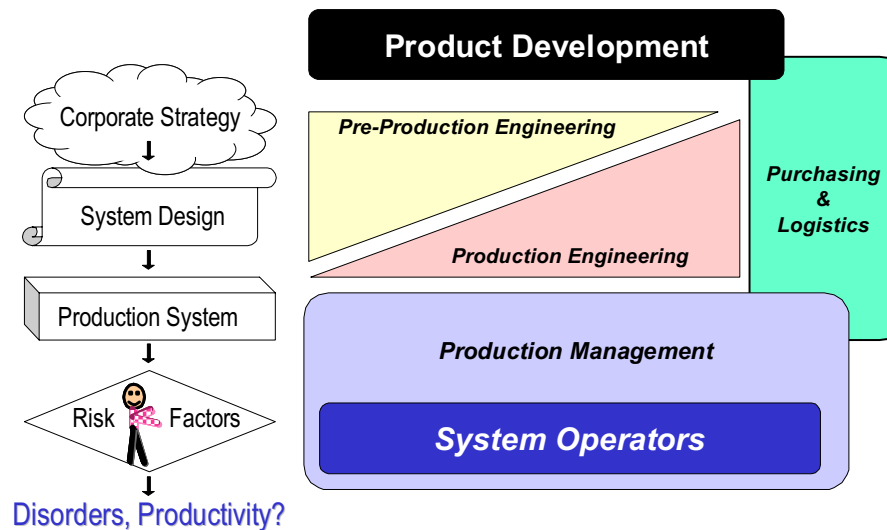 Corporate Strategy
System Design
Production System
Risk Factors
Disorders, Productivity?
Product Development
Pre-Production Engineering
Production Engineering
Purchasing
&
Logistics
Production Management
System Operators